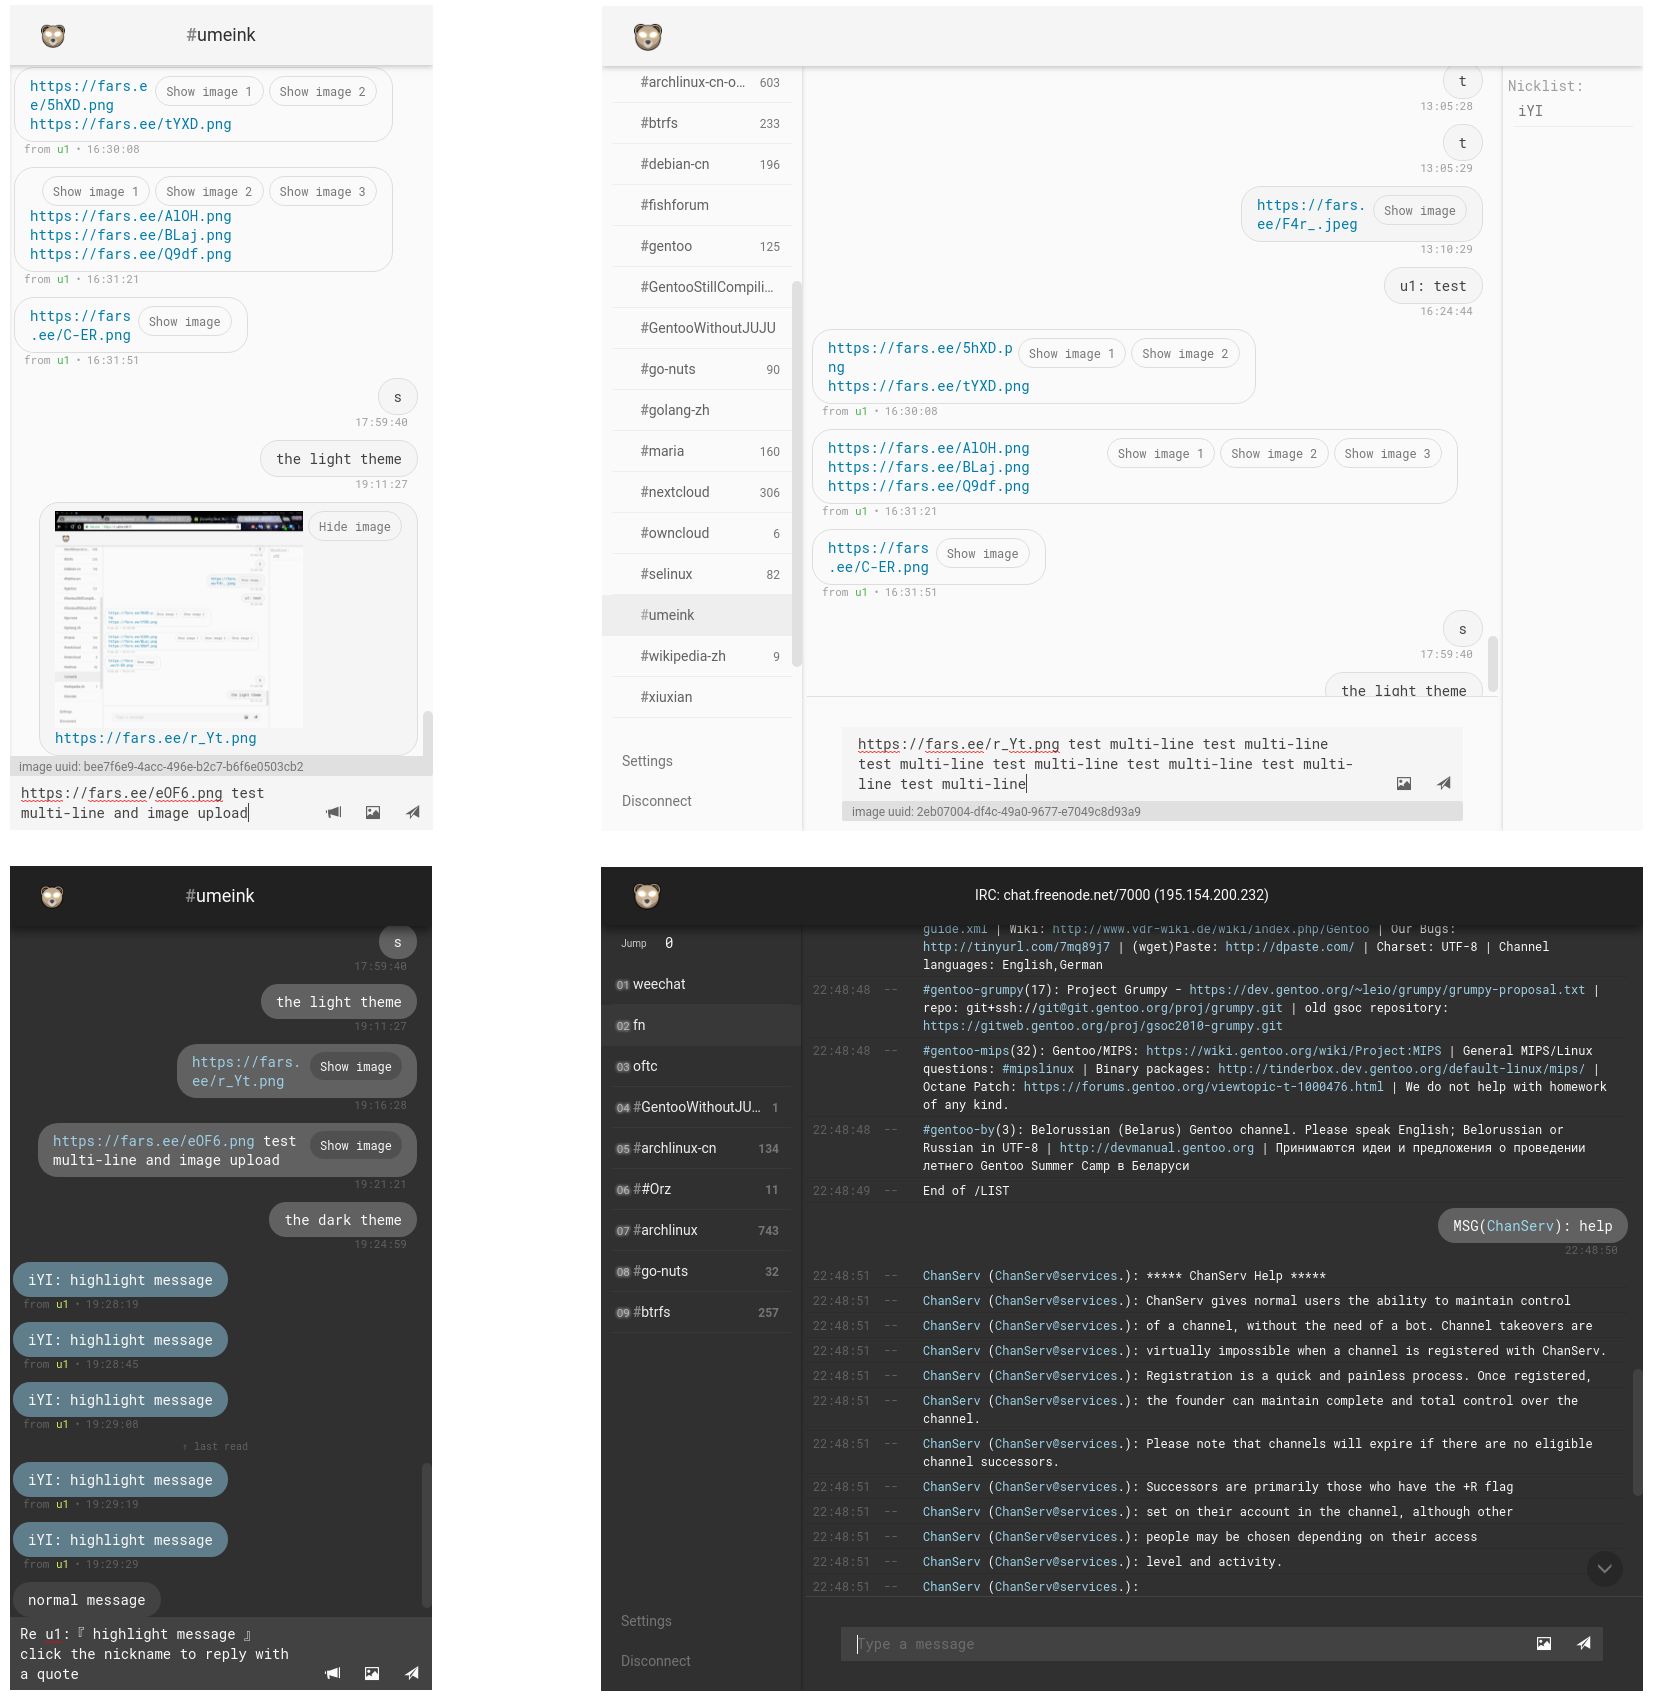 #umeink
https://fars.e
e/5hXD.png
https://fars.ee/tYXD.png
Show image 1
Show image 2
from u1 • 16:30:08
Show image 1
Show image 2
Show image 3
https://fars.ee/AlOH.png
https://fars.ee/BLaj.png
https://fars.ee/Q9df.png
from u1 • 16:31:21
https://fars
.ee/C-ER.png
Show image
from u1 • 16:31:51
s
17:59:40
the light theme
19:11:27
Hide image
https://fars.ee/r_Yt.png
image uuid: bee7f6e9-4acc-496e-b2c7-b6f6e0503cb2
https://fars.ee/eOF6.png test
multi-line and image upload
#archlinux-cn-o... 603
#btrfs 233
#debian-cn 196
#fishforum
#gentoo 125
#GentooStillCompili...
#GentooWithoutJUJU
#go-nuts 90
#golang-zh
#maria 160
#nextcloud 306
#owncloud 6
#selinux 82
#umeink
#wikipedia-zh 9
#xiuxian
Settings
Disconnect
t
13:05:28
t
13:05:29
https://fars.
ee/F4r_.jpeg
Show image
13:10:29
u1: test
16:24:44
https://fars.ee/5hXD.p
ng
https://fars.ee/tYXD.png
Show image 1
Show image 2
from u1 • 16:30:08
https://fars.ee/AlOH.png
https://fars.ee/BLaj.png
https://fars.ee/Q9df.png
Show image 1
Show image 2
Show image 3
from u1 • 16:31:21
https://fars
.ee/C-ER.png
Show image
from u1 • 16:31:51
s
17:59:40
the light theme
https://fars.ee/r_Yt.png test multi-line test multi-line
test multi-line test multi-line test multi-line test multi-
line test multi-line
image uuid: 2eb07004-df4c-49a0-9677-e7049c8d93a9
Nicklist:
iYI
#umeink
s
17:59:40
the light theme
19:11:27
https://fars.
ee/r_Yt.png
Show image
19:16:28
https://fars.ee/eOF6.png test
multi-line and image upload
Show image
19:21:21
the dark theme
19:24:59
iYI: highlight message
from u1 • 19:28:19
iYI: highlight message
from u1 • 19:28:45
iYI: highlight message
from u1 • 19:29:08
↑ last read
iYI: highlight message
from u1 • 19:29:19
iYI: highlight message
from u1 • 19:29:29
normal message
Re u1:『 highlight message 』
click the nickname to reply with
a quote
IRC: chat.freenode.net/7000 (195.154.200.232)
Jump 0
01 weechat
02 fn
03 oftc
04 #GentooWithoutJU... 1
05 #archlinux-cn 134
06 ##Orz 11
07 #archlinux 743
08 #go-nuts 32
09 #btrfs 257
Settings
Disconnect
guide.xml | Wiki: http://www.vdr-wiki.de/wiki/index.php/Gentoo | Our Bugs:
http://tinyurl.com/7mq89j7 | (wget)Paste: http://dpaste.com/ | Charset: UTF-8 | Channel
languages: English,German
22:48:48 -- #gentoo-grumpy(17): Project Grumpy - https://dev.gentoo.org/~leio/grumpy/grumpy-proposal.txt |
repo: git+ssh://git@git.gentoo.org/proj/grumpy.git | old gsoc repository:
https://gitweb.gentoo.org/proj/gsoc2010-grumpy.git
22:48:48 -- #gentoo-mips(32): Gentoo/MIPS: https://wiki.gentoo.org/wiki/Project:MIPS | General MIPS/Linux
questions: #mipslinux | Binary packages: http://tinderbox.dev.gentoo.org/default-linux/mips/ |
Octane Patch: https://forums.gentoo.org/viewtopic-t-1000476.html | We do not help with homework
of any kind.
22:48:48 -- #gentoo-by(3): Belorussian (Belarus) Gentoo channel. Please speak English; Belorussian or
Russian in UTF-8 | http://devmanual.gentoo.org | Принимаются идеи и предложения о проведении
летнего Gentoo Summer Camp в Беларуси
22:48:49 -- End of /LIST
MSG(ChanServ): help
22:48:50
22:48:51 -- ChanServ (ChanServ@services.): ***** ChanServ Help *****
22:48:51 -- ChanServ (ChanServ@services.): ChanServ gives normal users the ability to maintain control
22:48:51 -- ChanServ (ChanServ@services.): of a channel, without the need of a bot. Channel takeovers are
22:48:51 -- ChanServ (ChanServ@services.): virtually impossible when a channel is registered with ChanServ.
22:48:51 -- ChanServ (ChanServ@services.): Registration is a quick and painless process. Once registered,
22:48:51 -- ChanServ (ChanServ@services.): the founder can maintain complete and total control over the
channel.
22:48:51 -- ChanServ (ChanServ@services.): Please note that channels will expire if there are no eligible
channel successors.
22:48:51 -- ChanServ (ChanServ@services.): Successors are primarily those who have the +R flag
22:48:51 -- ChanServ (ChanServ@services.): set on their account in the channel, although other
22:48:51 -- ChanServ (ChanServ@services.): people may be chosen depending on their access
22:48:51 -- ChanServ (ChanServ@services.): level and activity.
22:48:51 -- ChanServ (ChanServ@services.):
Type a message